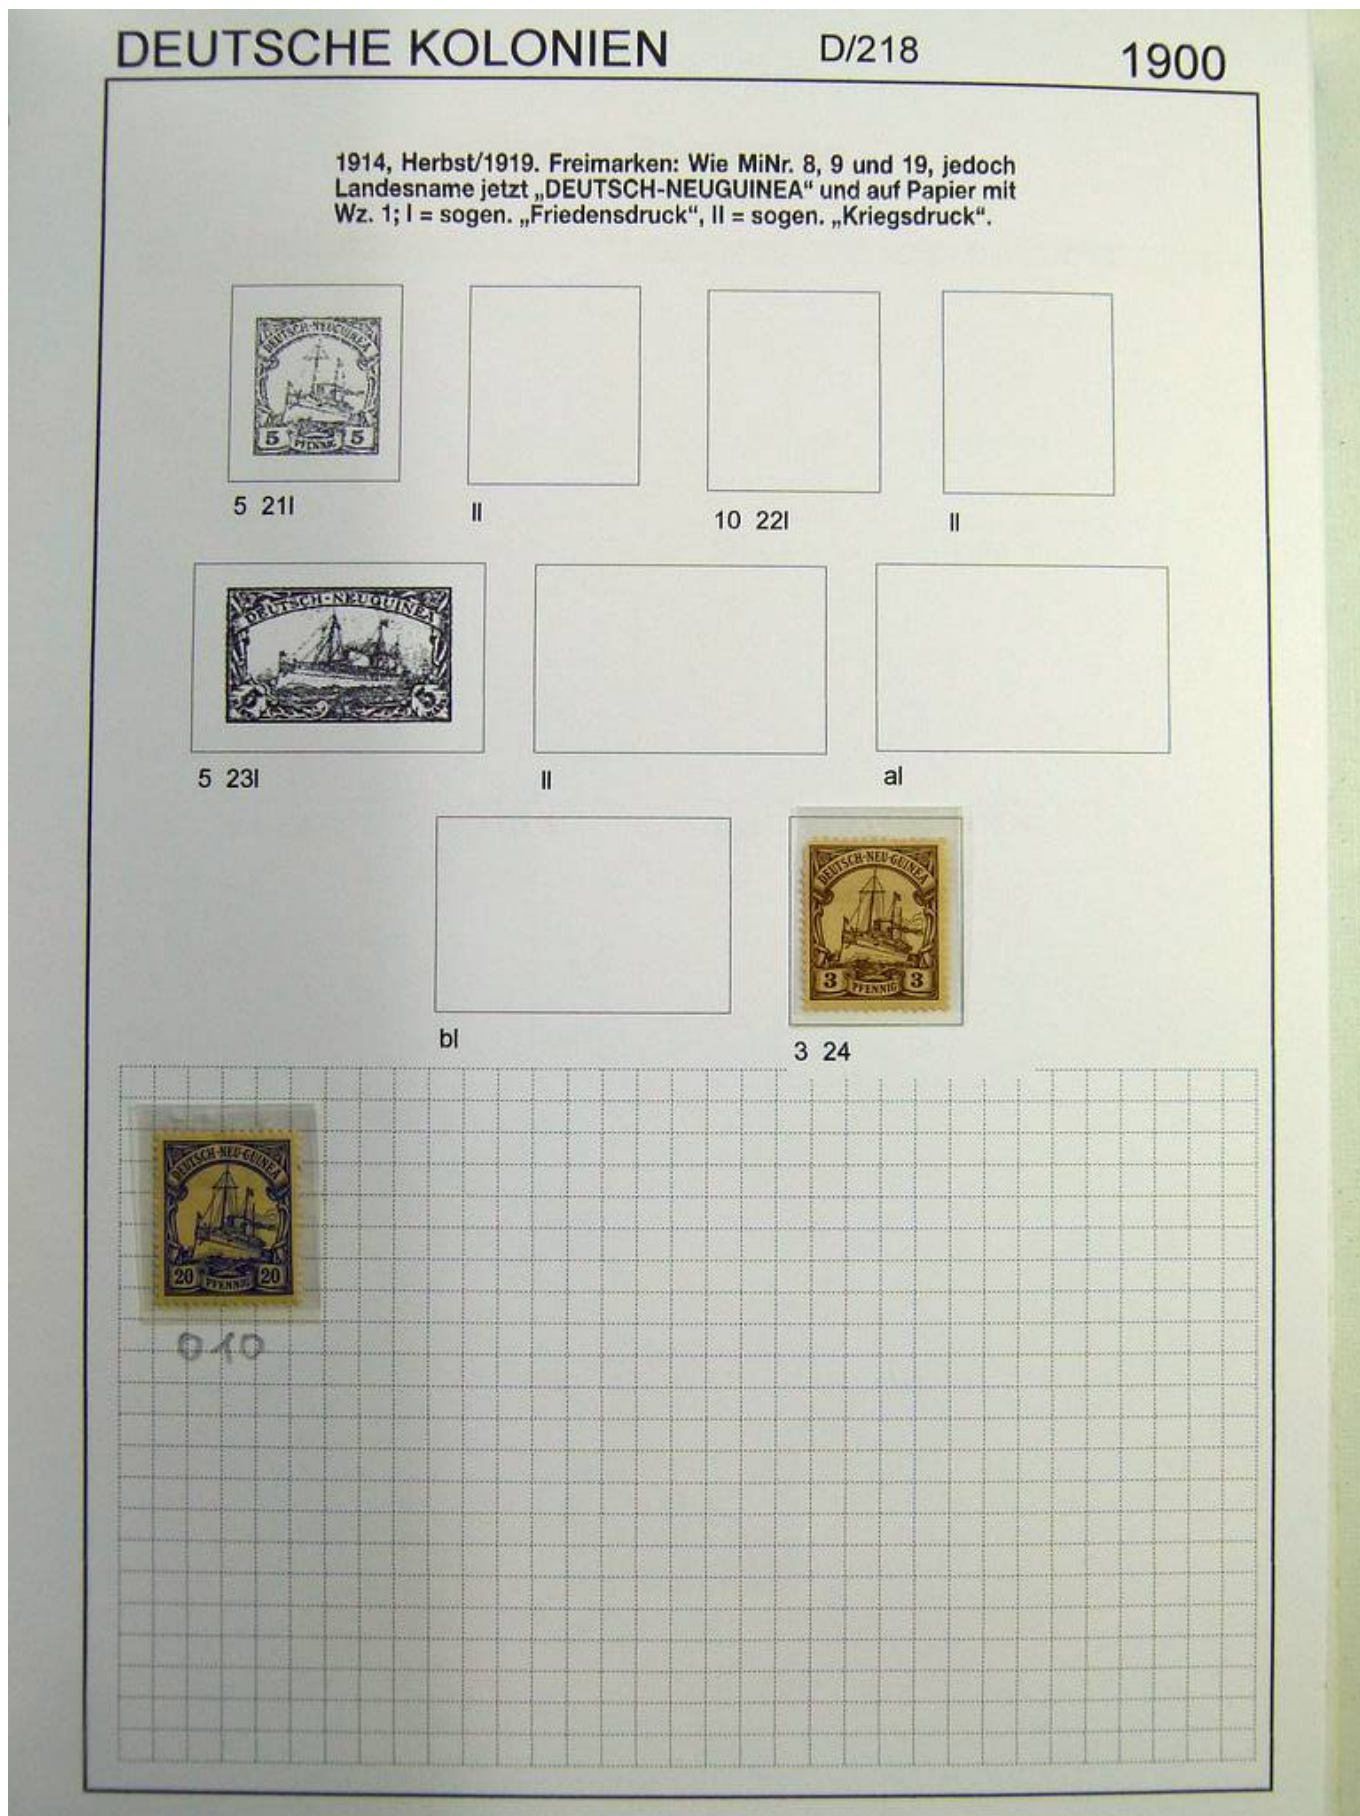 DEUTSCHE KOLONIEN D/218 1900
1914, Herbst/1919. Freimarken: Wie MiNr. 8, 9 und 19, jedoch
Landesname jetzt „DEUTSCH-NEUGUINEA“ und auf Papier mit
Wz. 1; I = sogen. „Friedensdruck“, II = sogen. „Kriegsdruck“.
DEUTSCH-NEUGUINEA
5 PFENNIG 5
5 21I
II
10 22I
II
DEUTSCH-NEUGUINEA
5 5
5 23I
II
aI
bI
DEUTSCH-NEU-GUINEA
3 PFENNIG 3
3 24
DEUTSCH-NEU-GUINEA
20 PFENNIG 20
010